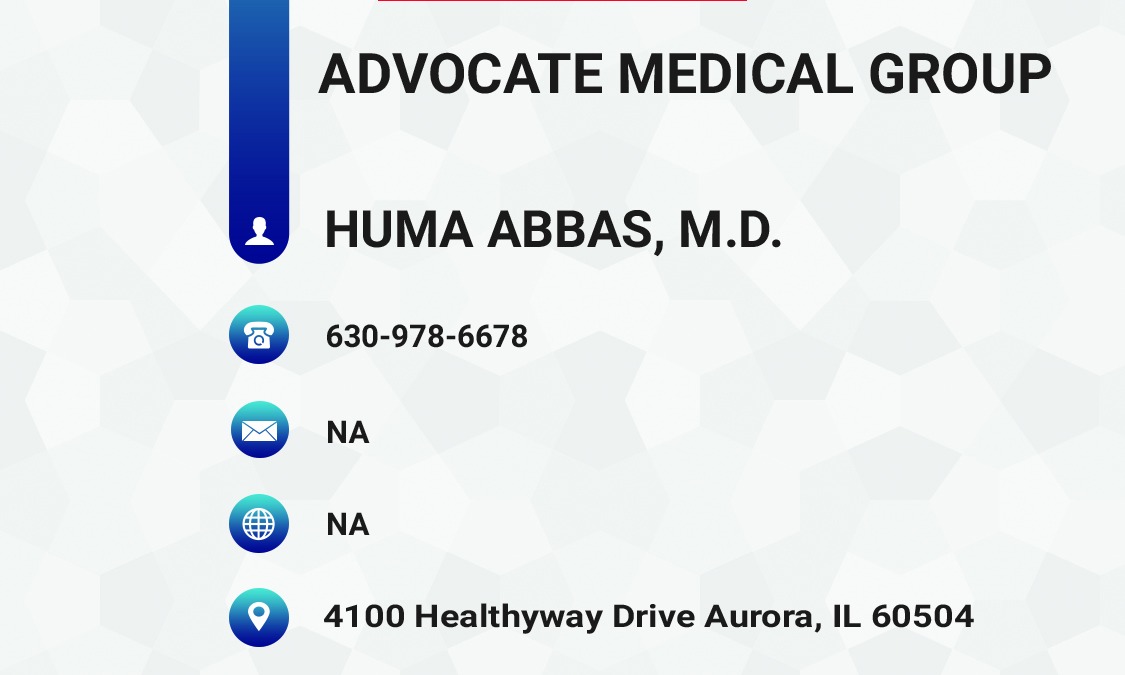 ADVOCATE MEDICAL GROUP
HUMA ABBAS, M.D.
630-978-6678
NA
NA
4100 Healthyway Drive Aurora, IL 60504